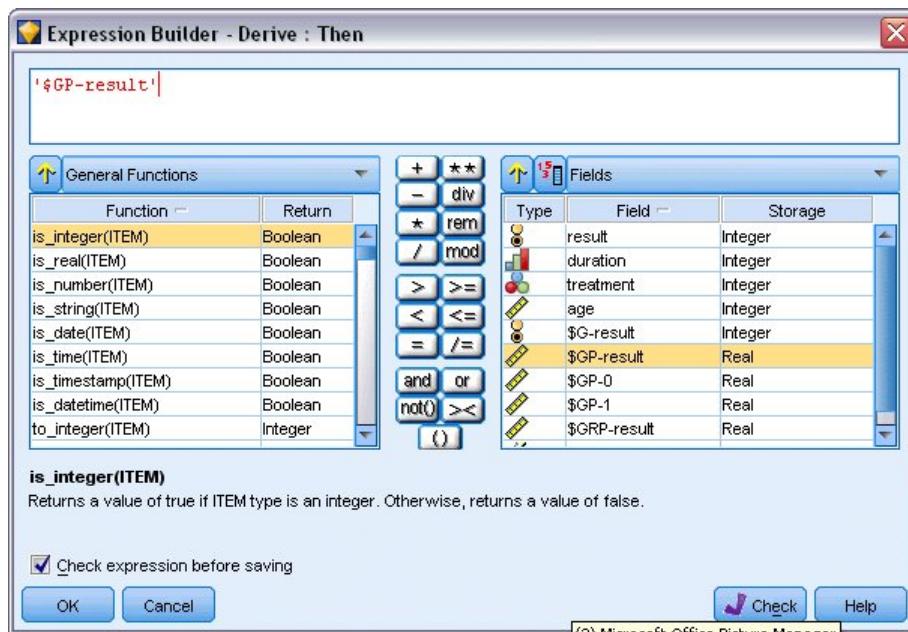 Expression Builder - Derive : Then
'$GP-result'
General Functions
Function Return
is_integer(ITEM) Boolean
is_real(ITEM) Boolean
is_number(ITEM) Boolean
is_string(ITEM) Boolean
is_date(ITEM) Boolean
is_time(ITEM) Boolean
is_timestamp(ITEM) Boolean
is_datetime(ITEM) Boolean
to_integer(ITEM) Integer
+ **
- div
* rem
/ mod
> >=
< <=
= /=
and or
not() ><
()
Fields
Type Field Storage
result Integer
duration Integer
treatment Integer
age Integer
$G-result Integer
$GP-result Real
$GP-0 Real
$GP-1 Real
$GRP-result Real
is_integer(ITEM)
Returns a value of true if ITEM type is an integer. Otherwise, returns a value of false.
Check expression before saving
OK Cancel Check Help
Microsoft Office Picture Manager